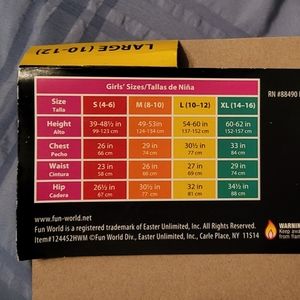 LARGE (10-12)
Girls' Sizes/Tallas de Niña
Size S (4-6) M (8-10) L (10-12) XL (14-16)
Talla
Height 39-48½ in 49-53in 54-60 in 60-62 in
Alto 99-123 cm 124-134 cm 137-152 cm 152-157 cm
Chest 26 in 29 in 30½ in 33 in
Pecho 66 cm 74 cm 77 cm 84 cm
Waist 23 in 26 in 27 in 29 in
Cintura 58 cm 66 cm 69 cm 74 cm
Hip 26½ in 30½ in 32 in 34½ in
Cadera 67 cm 77 cm 81 cm 88 cm
RN #88490
www.fun-world.net
Fun World is a registered trademark of Easter Unlimited, Inc. All Rights Reserved.
Item#124452HWM ©Fun World Div., Easter Unlimited, Inc., Carle Place, NY 11514
WARNING
Keep away
from